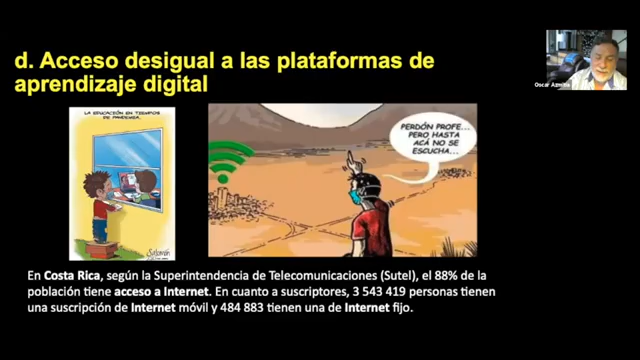 d. Acceso desigual a las plataformas de
aprendizaje digital
Oscar
LA EDUCACIÓN EN TIEMPOS
DE PANDEMIA.
PERDÓN PROFE...
PERO HASTA
ACÁ NO SE
ESCUCHA...
En Costa Rica, según la Superintendencia de Telecomunicaciones (Sutel), el 88% de la
población tiene acceso a Internet. En cuanto a suscriptores, 3 543 419 personas tienen
una suscripción de Internet móvil y 484 883 tienen una de Internet fijo.